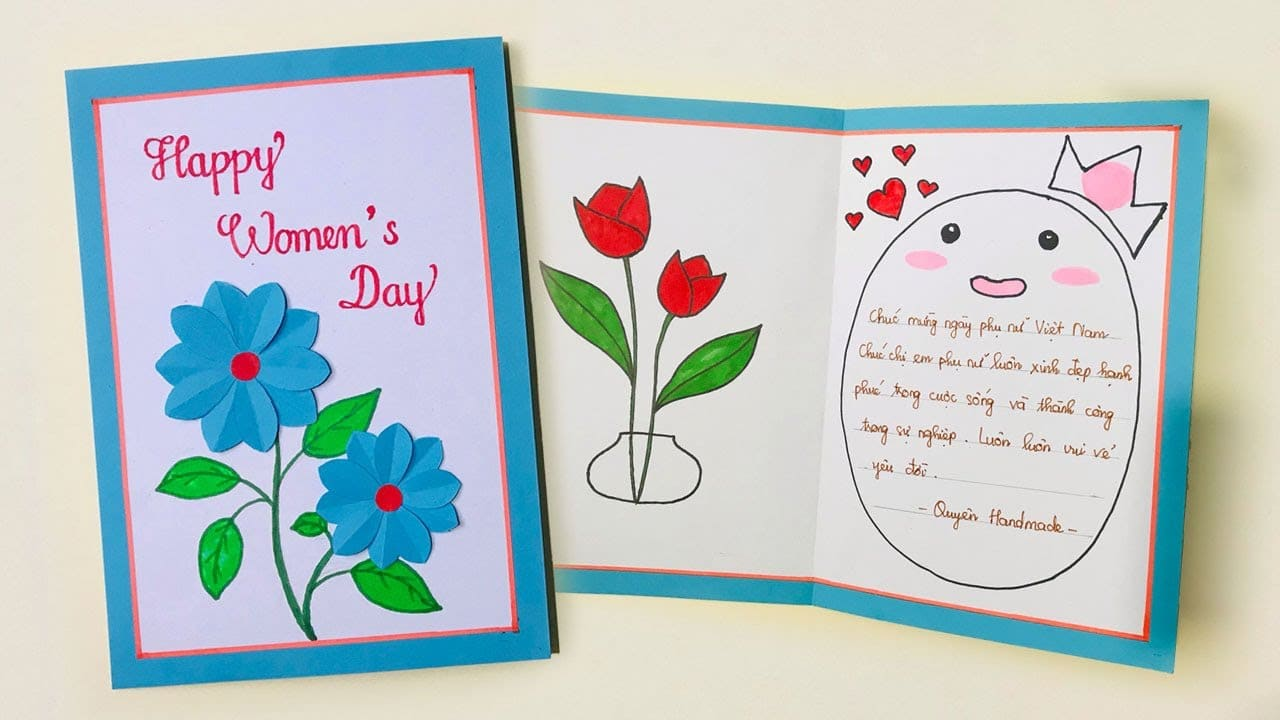 Happy
Women's
Day
Chúc mừng ngày phụ nữ Việt Nam
Chúc chị em phụ nữ luôn xinh đẹp hạnh
phúc trong cuộc sống và thành công
trong sự nghiệp. Luôn luôn vui vẻ
yêu đời.
- Quyên Handmade -